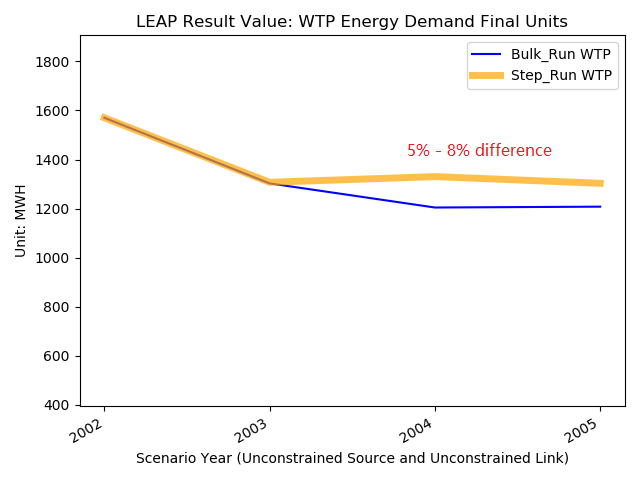 LEAP Result Value: WTP Energy Demand Final Units
Bulk_Run WTP
Step_Run WTP
5% - 8% difference
Unit: MWH
1800
1600
1400
1200
1000
800
600
400
2002
2003
2004
2005
Scenario Year (Unconstrained Source and Unconstrained Link)